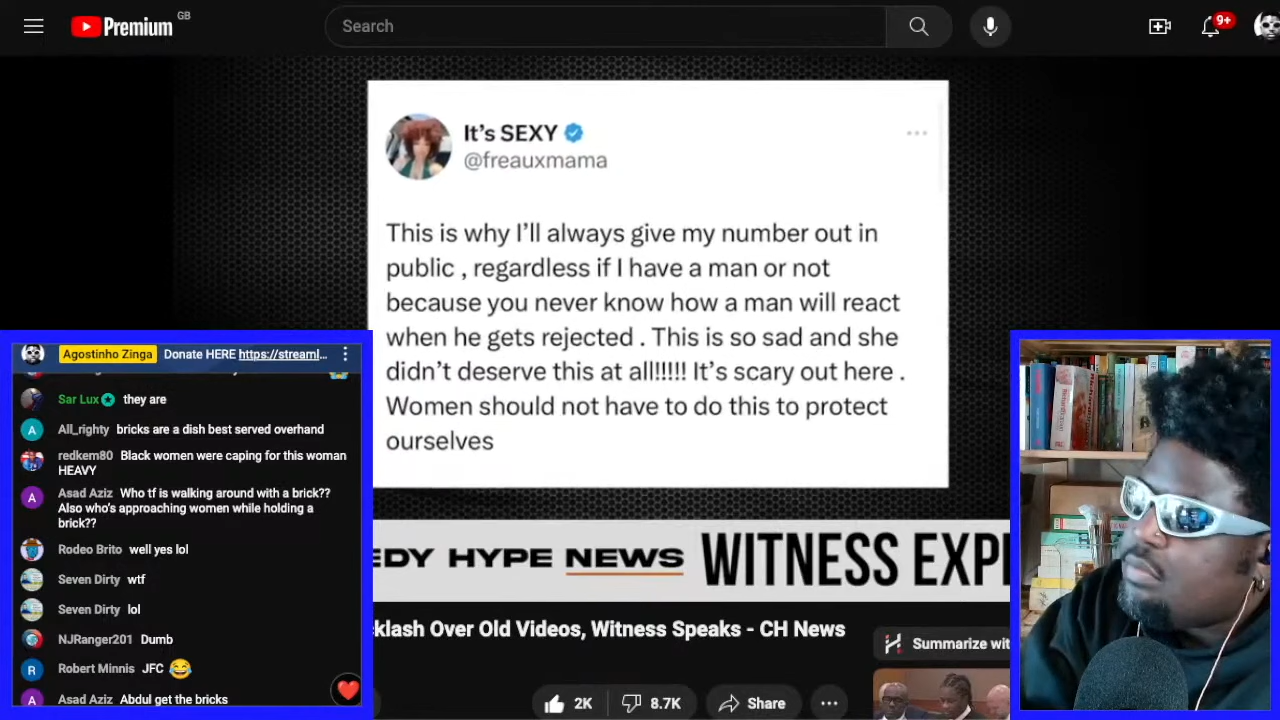 Premium GB
Search
9+
It's SEXY
@freauxmama
This is why I'll always give my number out in
public , regardless if I have a man or not
because you never know how a man will react
when he gets rejected . This is so sad and she
didn't deserve this at all!!!!! It's scary out here .
Women should not have to do this to protect
ourselves
EDY HYPE NEWS WITNESS EXP
klash Over Old Videos, Witness Speaks - CH News
Summarize wit
2K
8.7K
Share
Agostinho Zinga Donate HERE https://streaml...
Sar Lux they are
All_righty bricks are a dish best served overhand
redkem80 Black women were caping for this woman
HEAVY
Asad Aziz Who tf is walking around with a brick??
Also who's approaching women while holding a
brick??
Rodeo Brito well yes lol
Seven Dirty wtf
Seven Dirty lol
NJRanger201 Dumb
Robert Minnis JFC 😂
Asad Aziz Abdul get the bricks